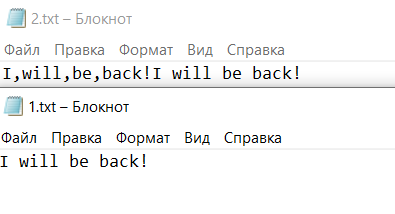 2.txt – Блокнот
Файл Правка Формат Вид Справка
I,will,be,back!I will be back!
1.txt – Блокнот
Файл Правка Формат Вид Справка
I will be back!